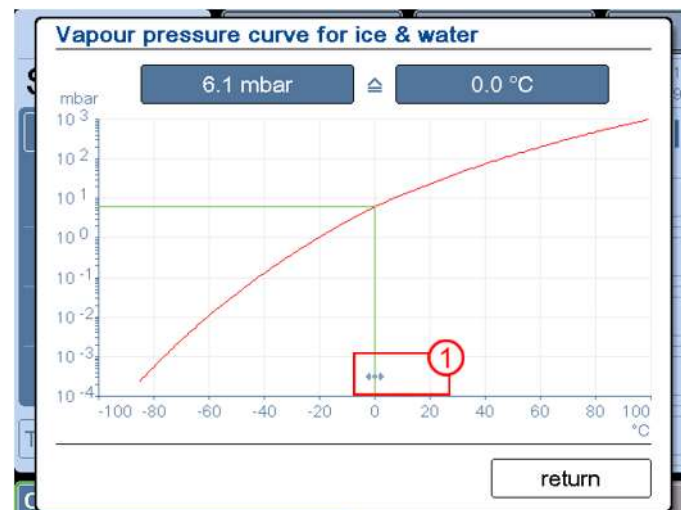 Vapour pressure curve for ice & water
6.1 mbar ≙ 0.0 °C
mbar
10 3
10 2
10 1
10 0
10 -1
10 -2
10 -3
10 -4
1
-100 -80 -60 -40 -20 0 20 40 60 80 100
°C
return